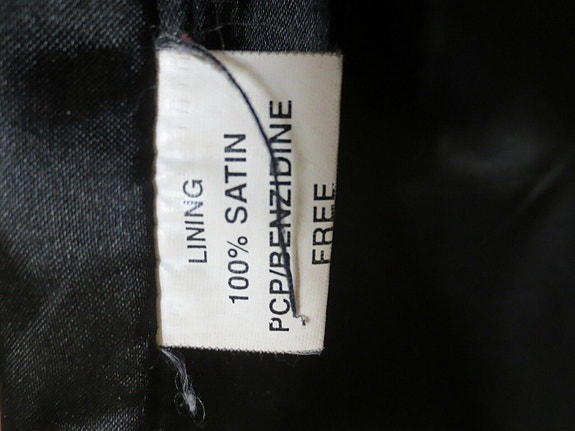 LINING
100% SATIN
PCP/BENZIDINE
FREE